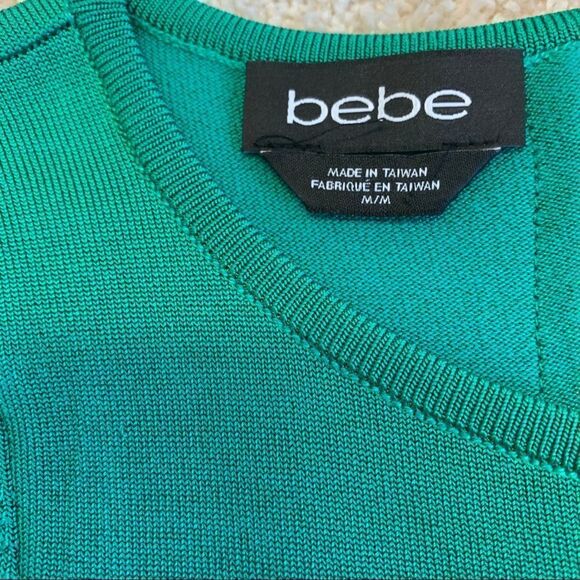 bebe
MADE IN TAIWAN
FABRIQUÉ EN TAIWAN
M/M